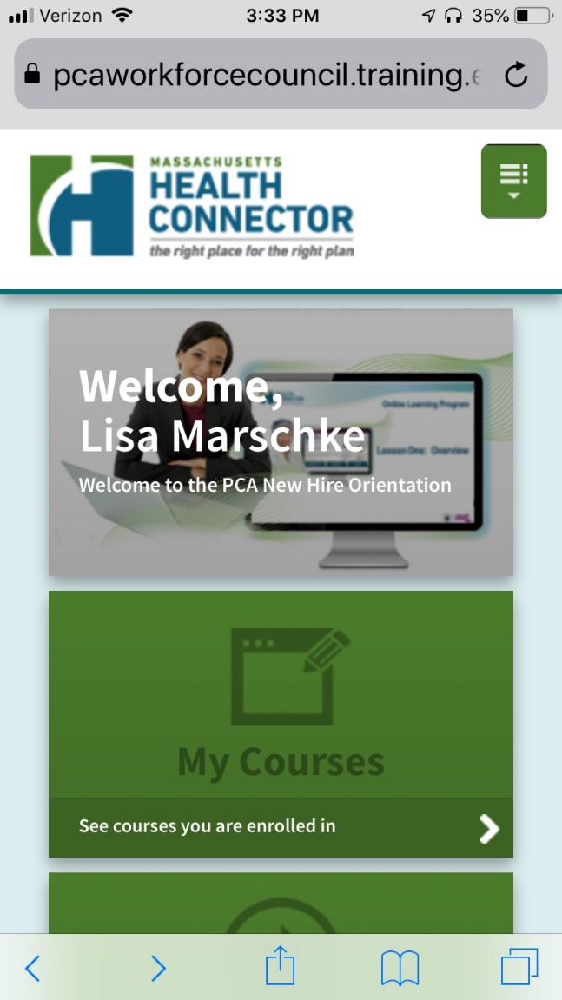 Verizon 3:33 PM 35%
pcaworkforcecouncil.training.
MASSACHUSETTS
HEALTH
CONNECTOR
the right place for the right plan
Welcome,
Lisa Marschke
Welcome to the PCA New Hire Orientation
Online Learning Program
Lesson One: Overview
My Courses
See courses you are enrolled in